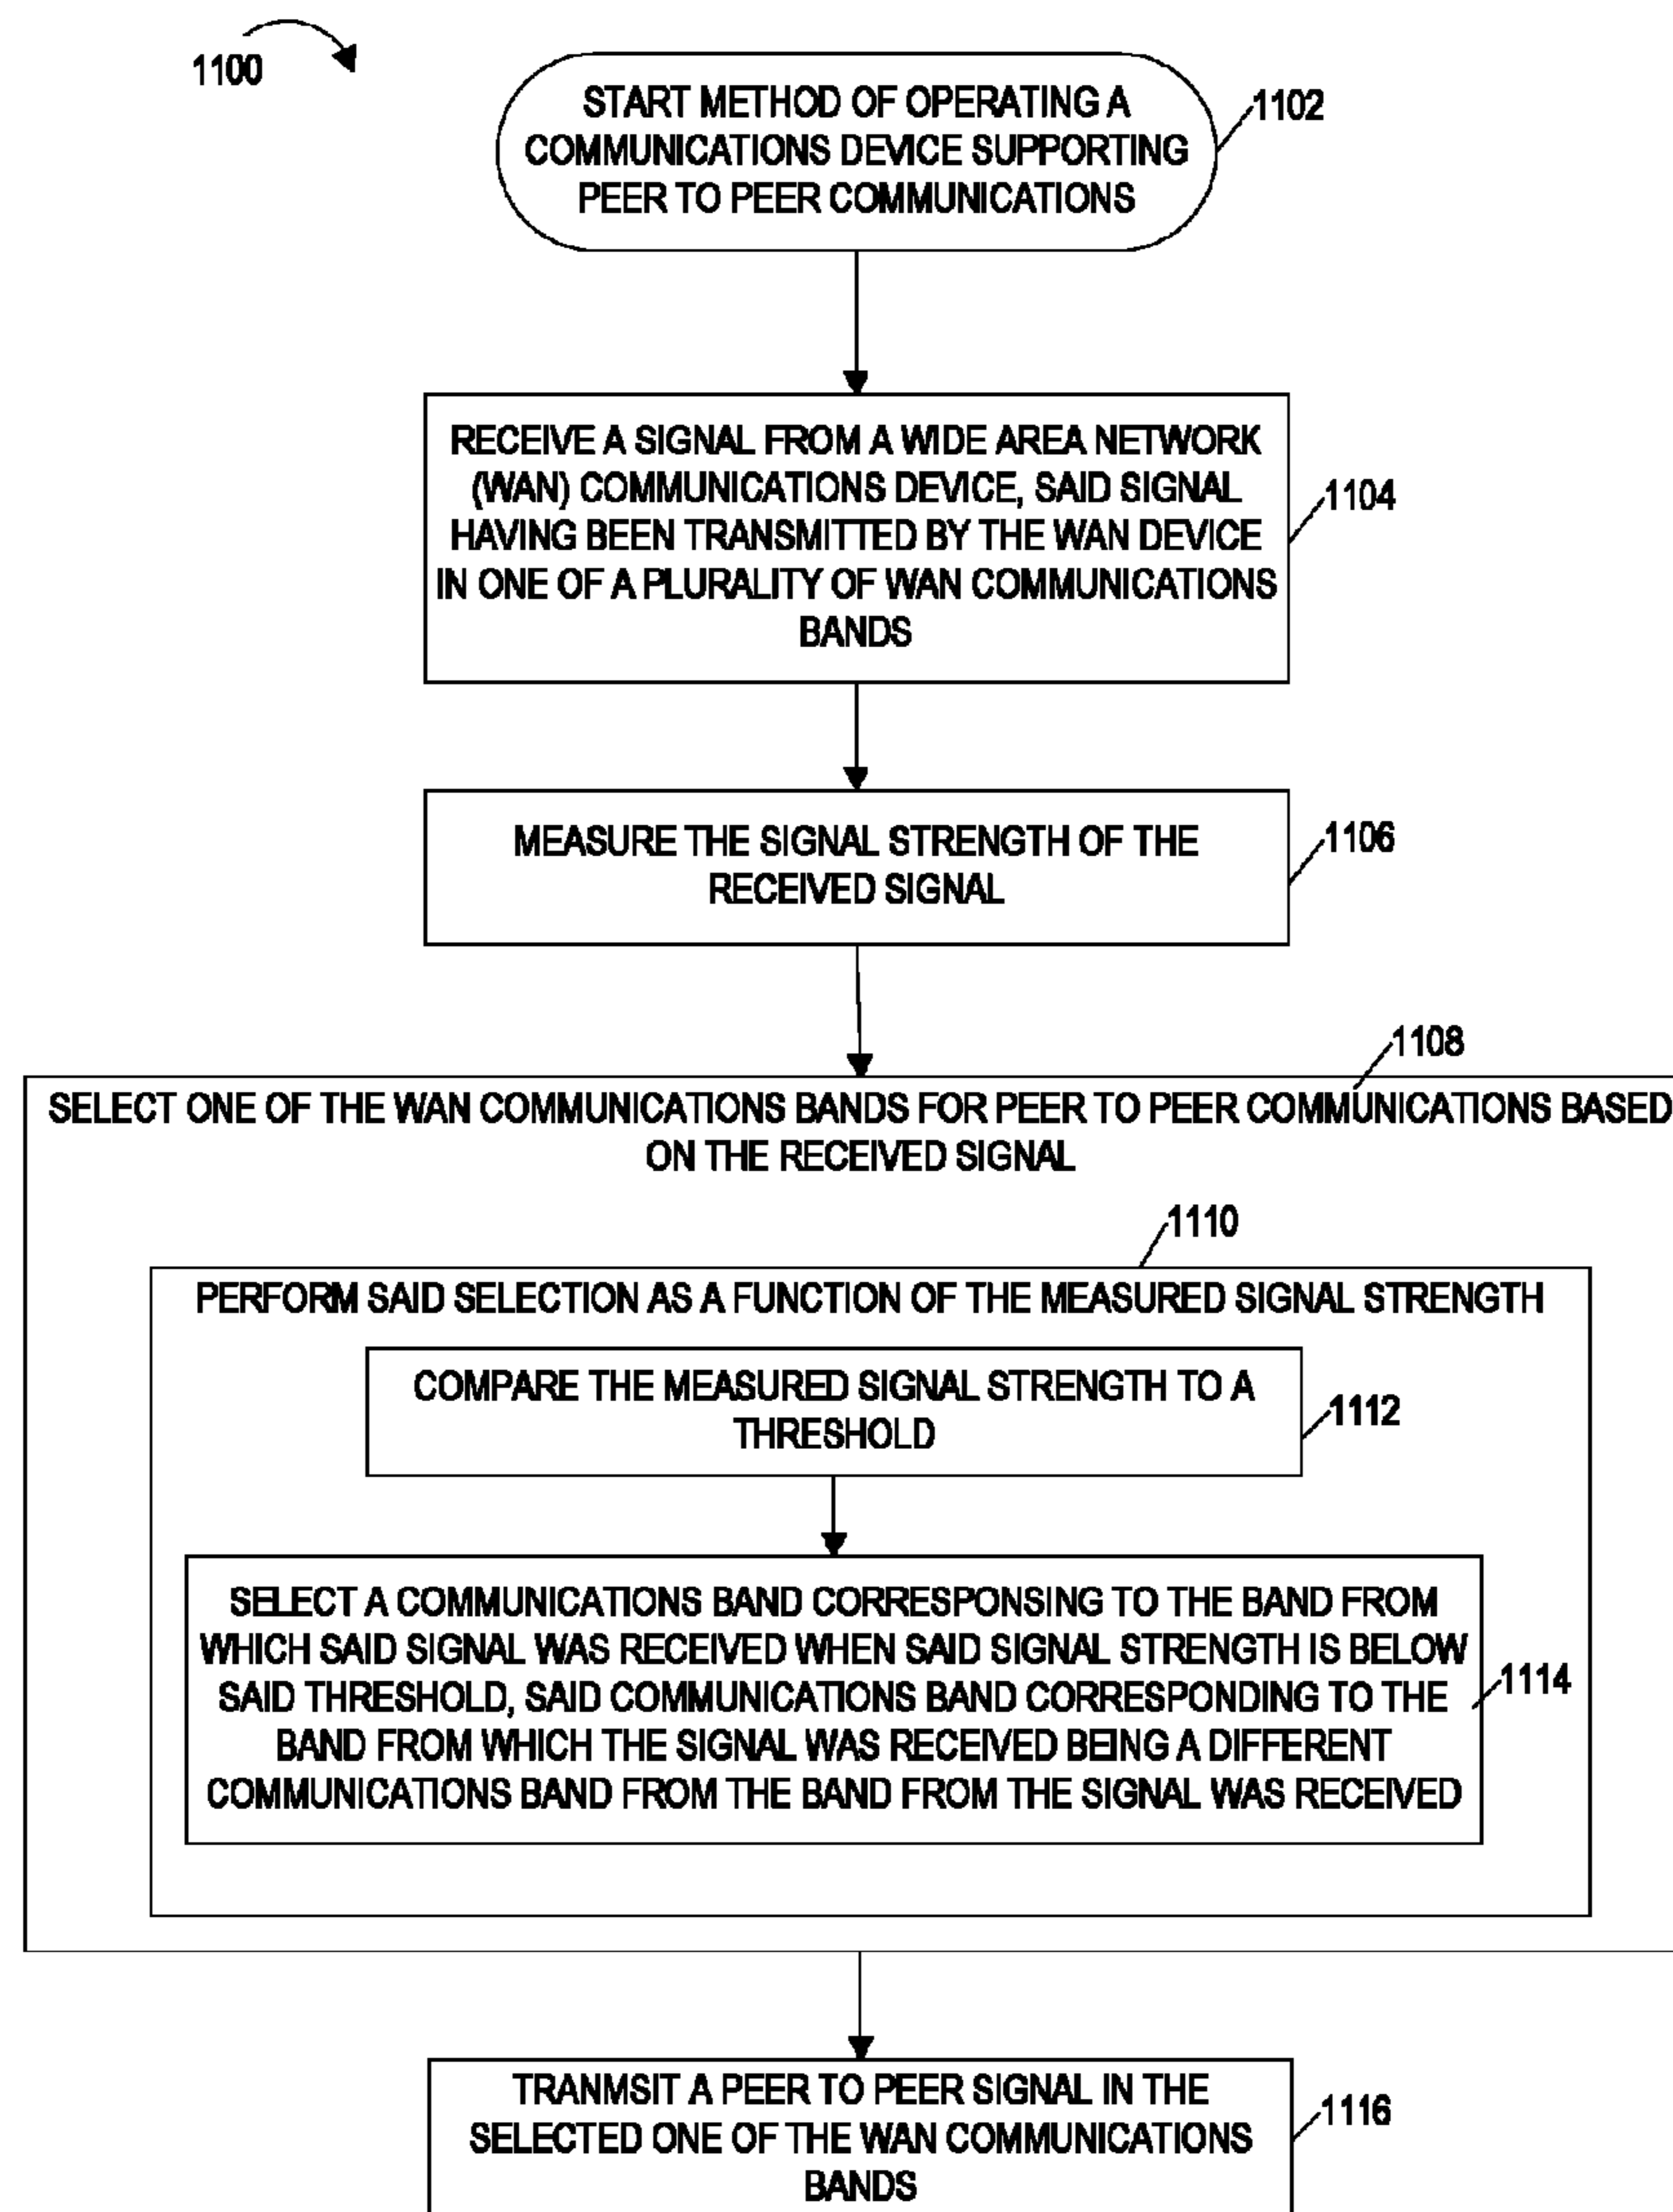 1100
START METHOD OF OPERATING A
COMMUNICATIONS DEVICE SUPPORTING
PEER TO PEER COMMUNICATIONS
1102
RECEIVE A SIGNAL FROM A WIDE AREA NETWORK
(WAN) COMMUNICATIONS DEVICE, SAID SIGNAL
HAVING BEEN TRANSMITTED BY THE WAN DEVICE
IN ONE OF A PLURALITY OF WAN COMMUNICATIONS
BANDS
1104
MEASURE THE SIGNAL STRENGTH OF THE
RECEIVED SIGNAL
1106
1108
SELECT ONE OF THE WAN COMMUNICATIONS BANDS FOR PEER TO PEER COMMUNICATIONS BASED
ON THE RECEIVED SIGNAL
1110
PERFORM SAID SELECTION AS A FUNCTION OF THE MEASURED SIGNAL STRENGTH
COMPARE THE MEASURED SIGNAL STRENGTH TO A
THRESHOLD
1112
SELECT A COMMUNICATIONS BAND CORRESPONSING TO THE BAND FROM
WHICH SAID SIGNAL WAS RECEIVED WHEN SAID SIGNAL STRENGTH IS BELOW
SAID THRESHOLD, SAID COMMUNICATIONS BAND CORRESPONDING TO THE
BAND FROM WHICH THE SIGNAL WAS RECEIVED BEING A DIFFERENT
COMMUNICATIONS BAND FROM THE BAND FROM THE SIGNAL WAS RECEIVED
1114
TRANMSIT A PEER TO PEER SIGNAL IN THE
SELECTED ONE OF THE WAN COMMUNICATIONS
BANDS
1116